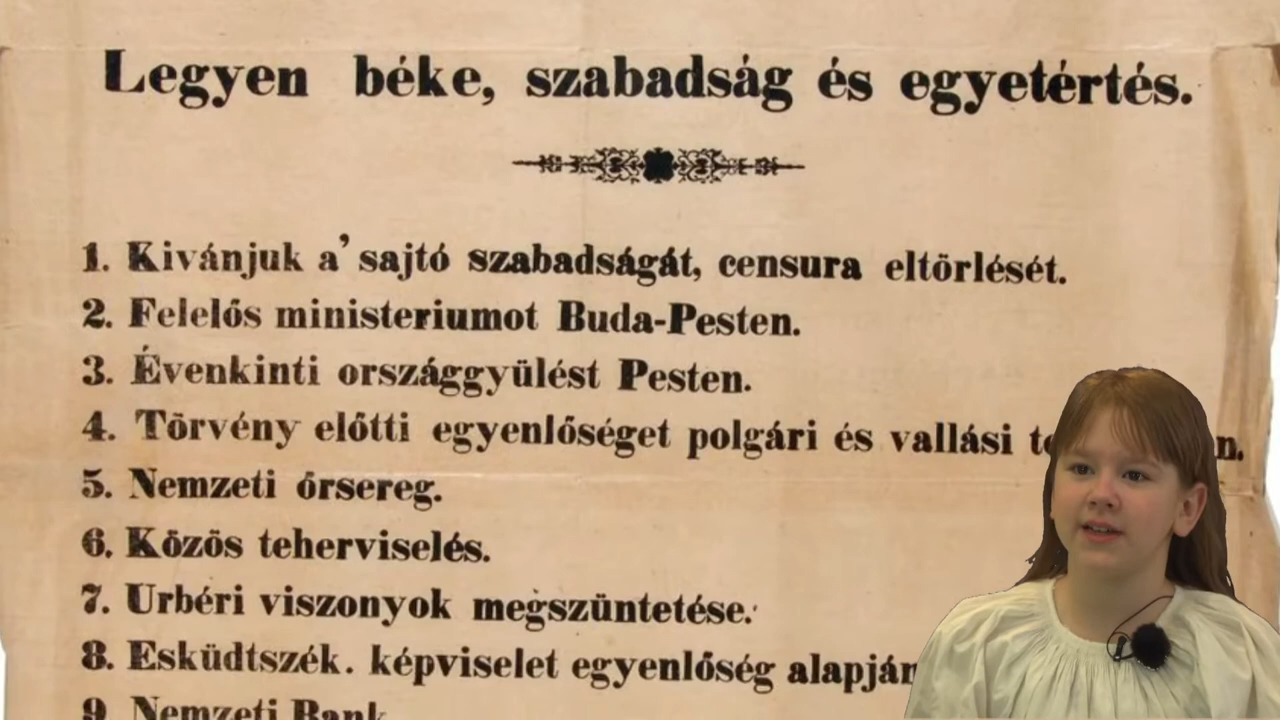 Legyen béke, szabadság és egyetértés.
1. Kivánjuk a' sajtó szabadságát, censura eltörlését.
2. Felelős ministeriumot Buda-Pesten.
3. Évenkinti országgyülést Pesten.
4. Törvény előtti egyenlőséget polgári és vallási
5. Nemzeti őrsereg.
6. Közös teherviselés.
7. Urbéri viszonyok megszüntetése.
8. Esküdtszék. képviselet egyenlőség
9. Nemzeti Bank